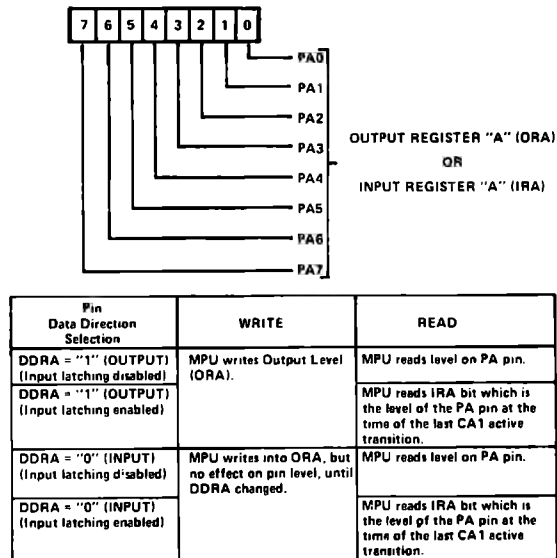 7 6 5 4 3 2 1 0
PA0
PA1
PA2
PA3
PA4
PA5
PA6
PA7
OUTPUT REGISTER "A" (ORA)
OR
INPUT REGISTER "A" (IRA)
Pin
Data Direction
Selection
WRITE
READ
DDRA = "1" (OUTPUT)
(Input latching disabled)
MPU writes Output Level
(ORA).
MPU reads level on PA pin.
DDRA = "1" (OUTPUT)
(Input latching enabled)
MPU reads IRA bit which is
the level of the PA pin at the
time of the last CA1 active
transition.
DDRA = "0" (INPUT)
(Input latching disabled)
MPU writes into ORA, but
no effect on pin level, until
DDRA changed.
MPU reads level on PA pin.
DDRA = "0" (INPUT)
(Input latching enabled)
MPU reads IRA bit which is
the level of the PA pin at the
time of the last CA1 active
transition.